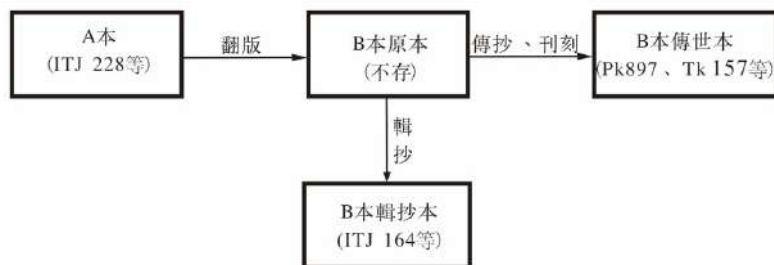 A本
(ITJ 228等)
翻版
B本原本
(不存)
傳抄、刊刻
B本傳世本
(Pk897、Tk 157等)
輯
抄
B本輯抄本
(ITJ 164等)